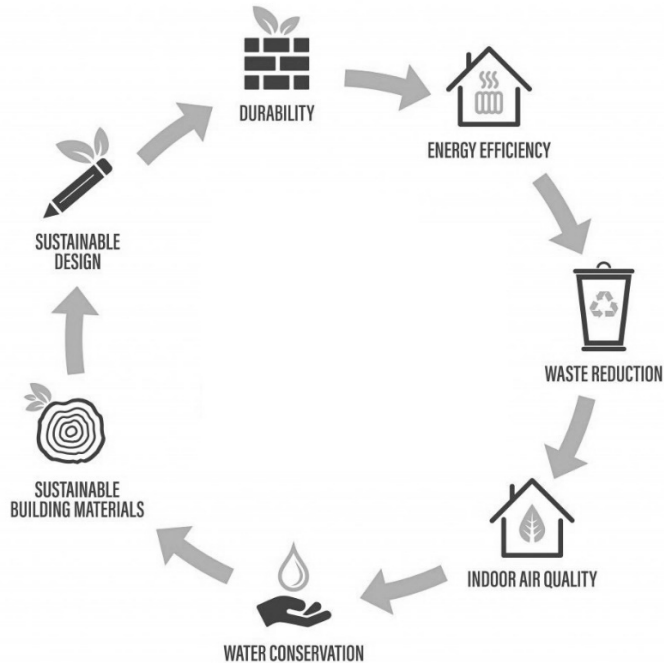 DURABILITY
ENERGY EFFICIENCY
WASTE REDUCTION
INDOOR AIR QUALITY
WATER CONSERVATION
SUSTAINABLE
BUILDING MATERIALS
SUSTAINABLE
DESIGN